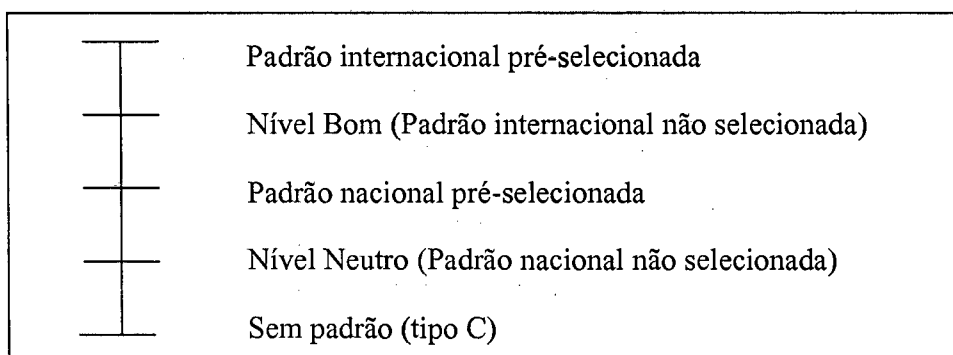 Padrão internacional pré-selecionada
Nível Bom (Padrão internacional não selecionada)
Padrão nacional pré-selecionada
Nível Neutro (Padrão nacional não selecionada)
Sem padrão (tipo C)